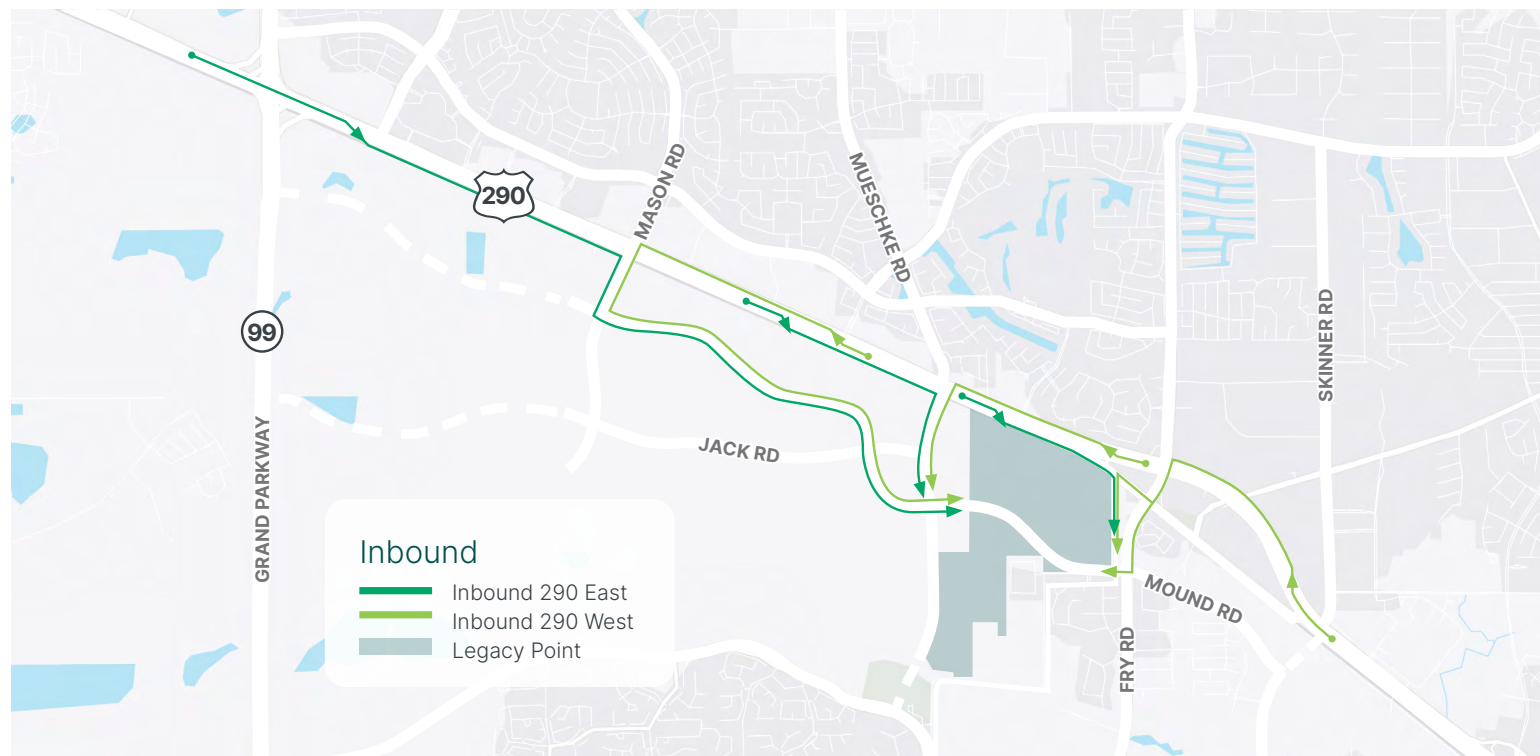 MASON RD
290
MUESCHKE RD
99
SKINNER RD
GRAND PARKWAY
JACK RD
Inbound
Inbound 290 East
Inbound 290 West
Legacy Point
MOUND RD
FRY RD